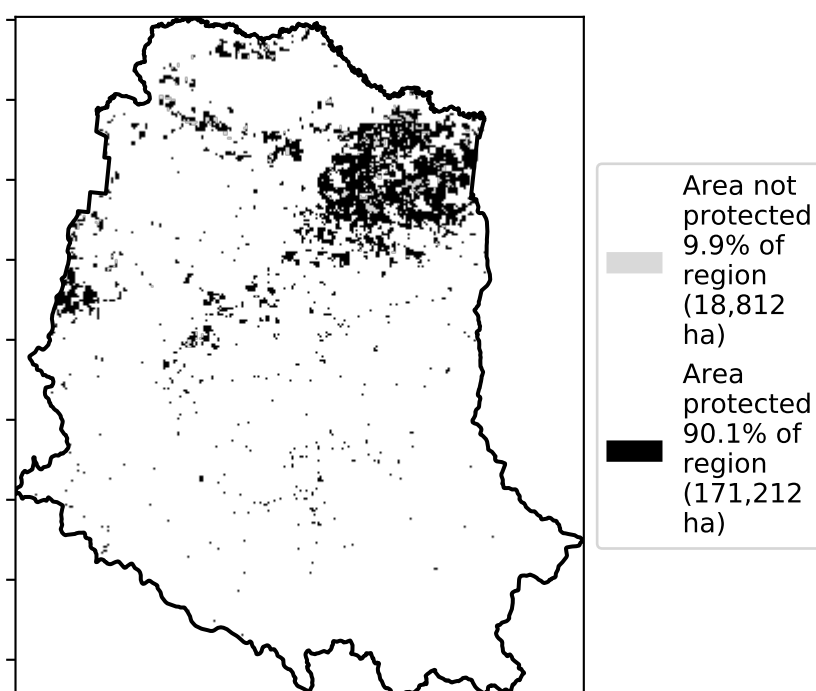 Area not
protected
9.9% of
region
(18,812
ha)
Area
protected
90.1% of
region
(171,212
ha)